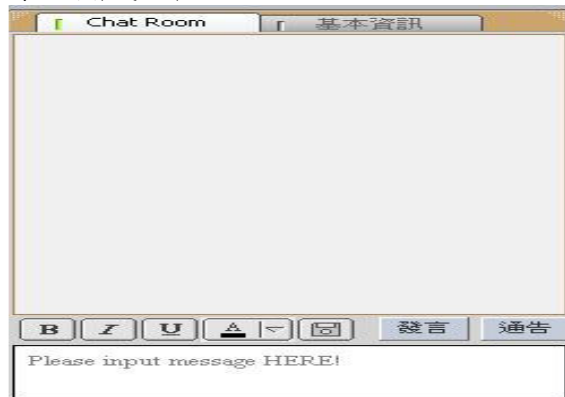 Chat Room 基本資訊
B I U A 發言 通告
Please input message HERE!